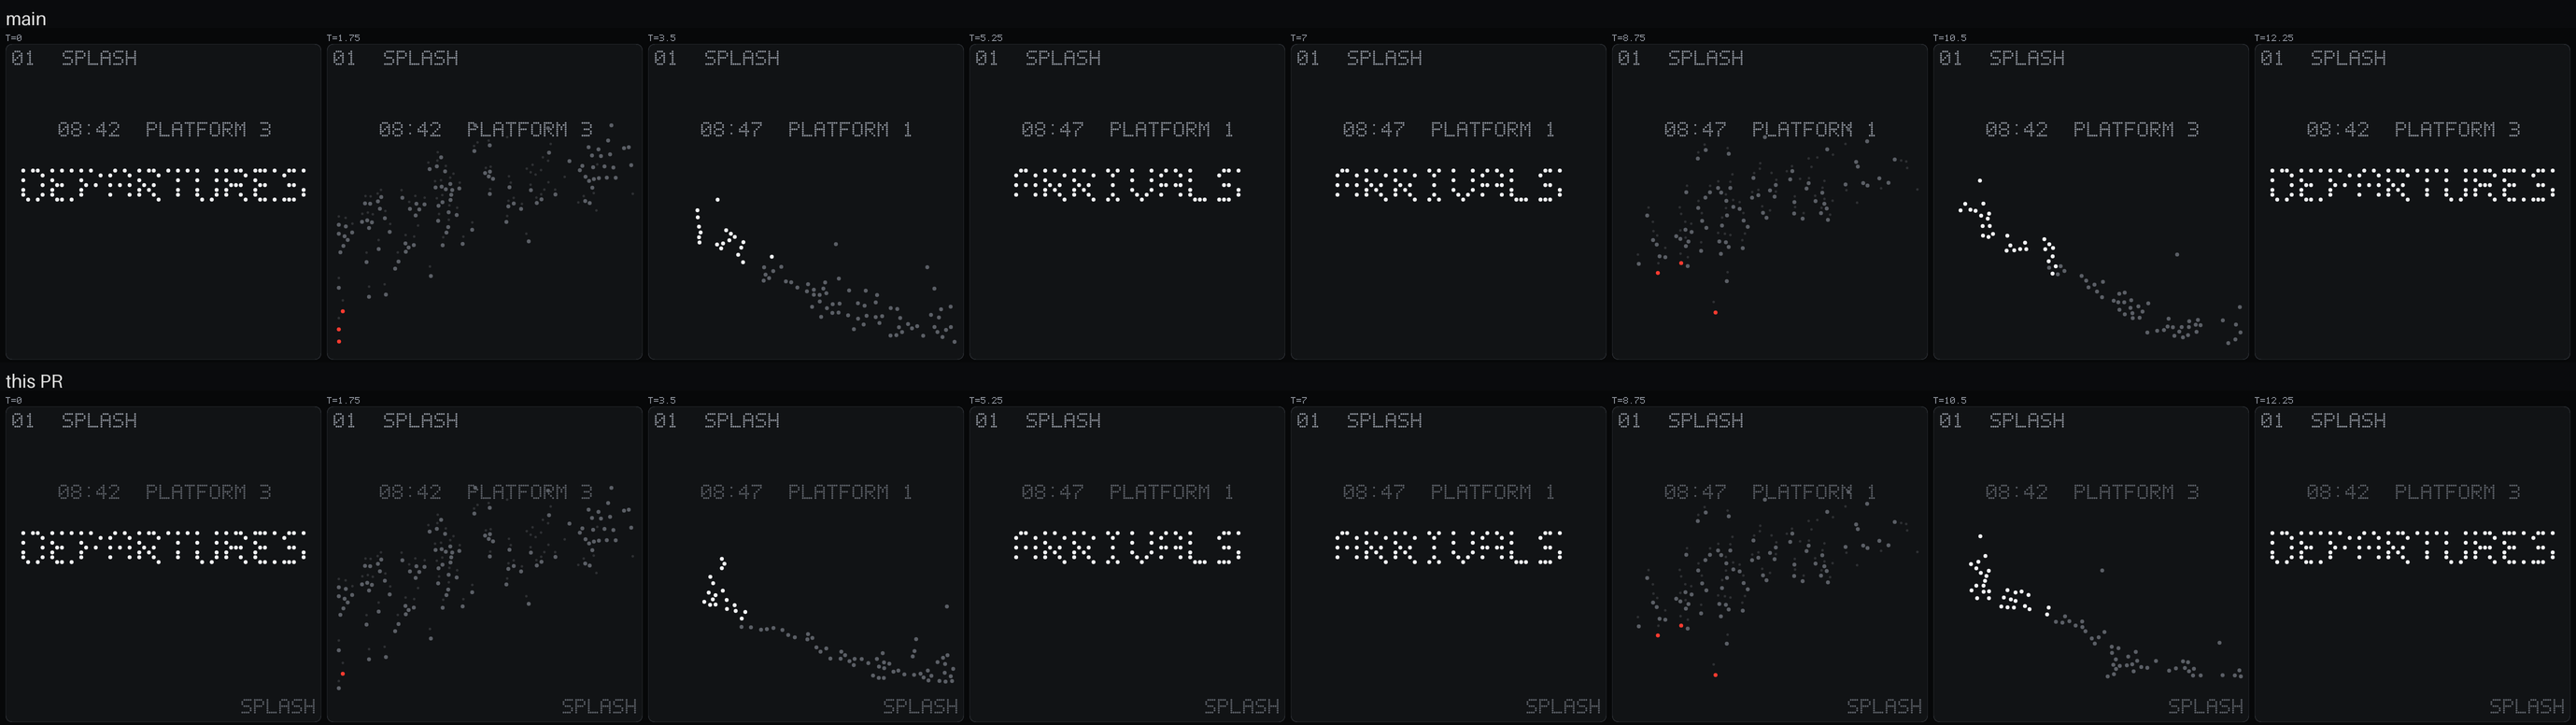 main
T=0 T=1.75 T=3.5 T=5.25 T=7 T=8.75 T=10.5 T=12.25
01 SPLASH 01 SPLASH 01 SPLASH 01 SPLASH 01 SPLASH 01 SPLASH 01 SPLASH 01 SPLASH
08:42 PLATFORM 3 08:42 PLATFORM 3 08:47 PLATFORM 1 08:47 PLATFORM 1 08:47 PLATFORM 1 08:47 PLATFORM 1 08:42 PLATFORM 3 08:42 PLATFORM 3
DEPARTURES ARRIVALS ARRIVALS DEPARTURES
this PR
T=0 T=1.75 T=3.5 T=5.25 T=7 T=8.75 T=10.5 T=12.25
01 SPLASH 01 SPLASH 01 SPLASH 01 SPLASH 01 SPLASH 01 SPLASH 01 SPLASH 01 SPLASH
08:42 PLATFORM 3 08:42 PLATFORM 3 08:47 PLATFORM 1 08:47 PLATFORM 1 08:47 PLATFORM 1 08:47 PLATFORM 1 08:42 PLATFORM 3 08:42 PLATFORM 3
DEPARTURES ARRIVALS ARRIVALS DEPARTURES
SPLASH SPLASH SPLASH SPLASH SPLASH SPLASH SPLASH SPLASH